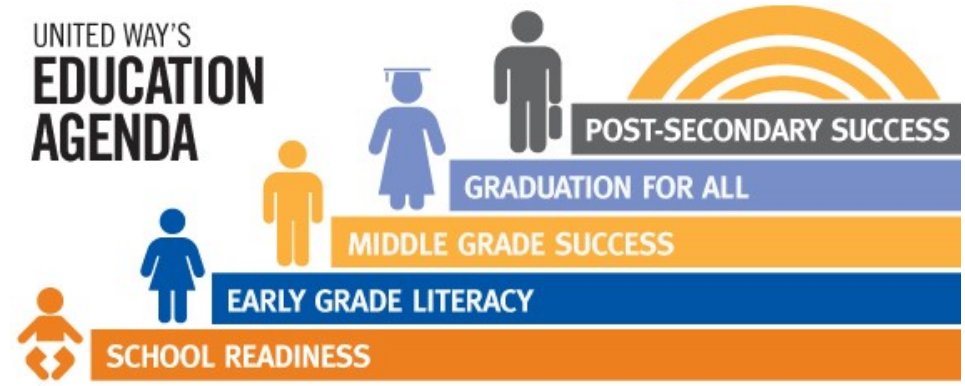 UNITED WAY'S
EDUCATION
AGENDA
POST-SECONDARY SUCCESS
GRADUATION FOR ALL
MIDDLE GRADE SUCCESS
EARLY GRADE LITERACY
SCHOOL READINESS